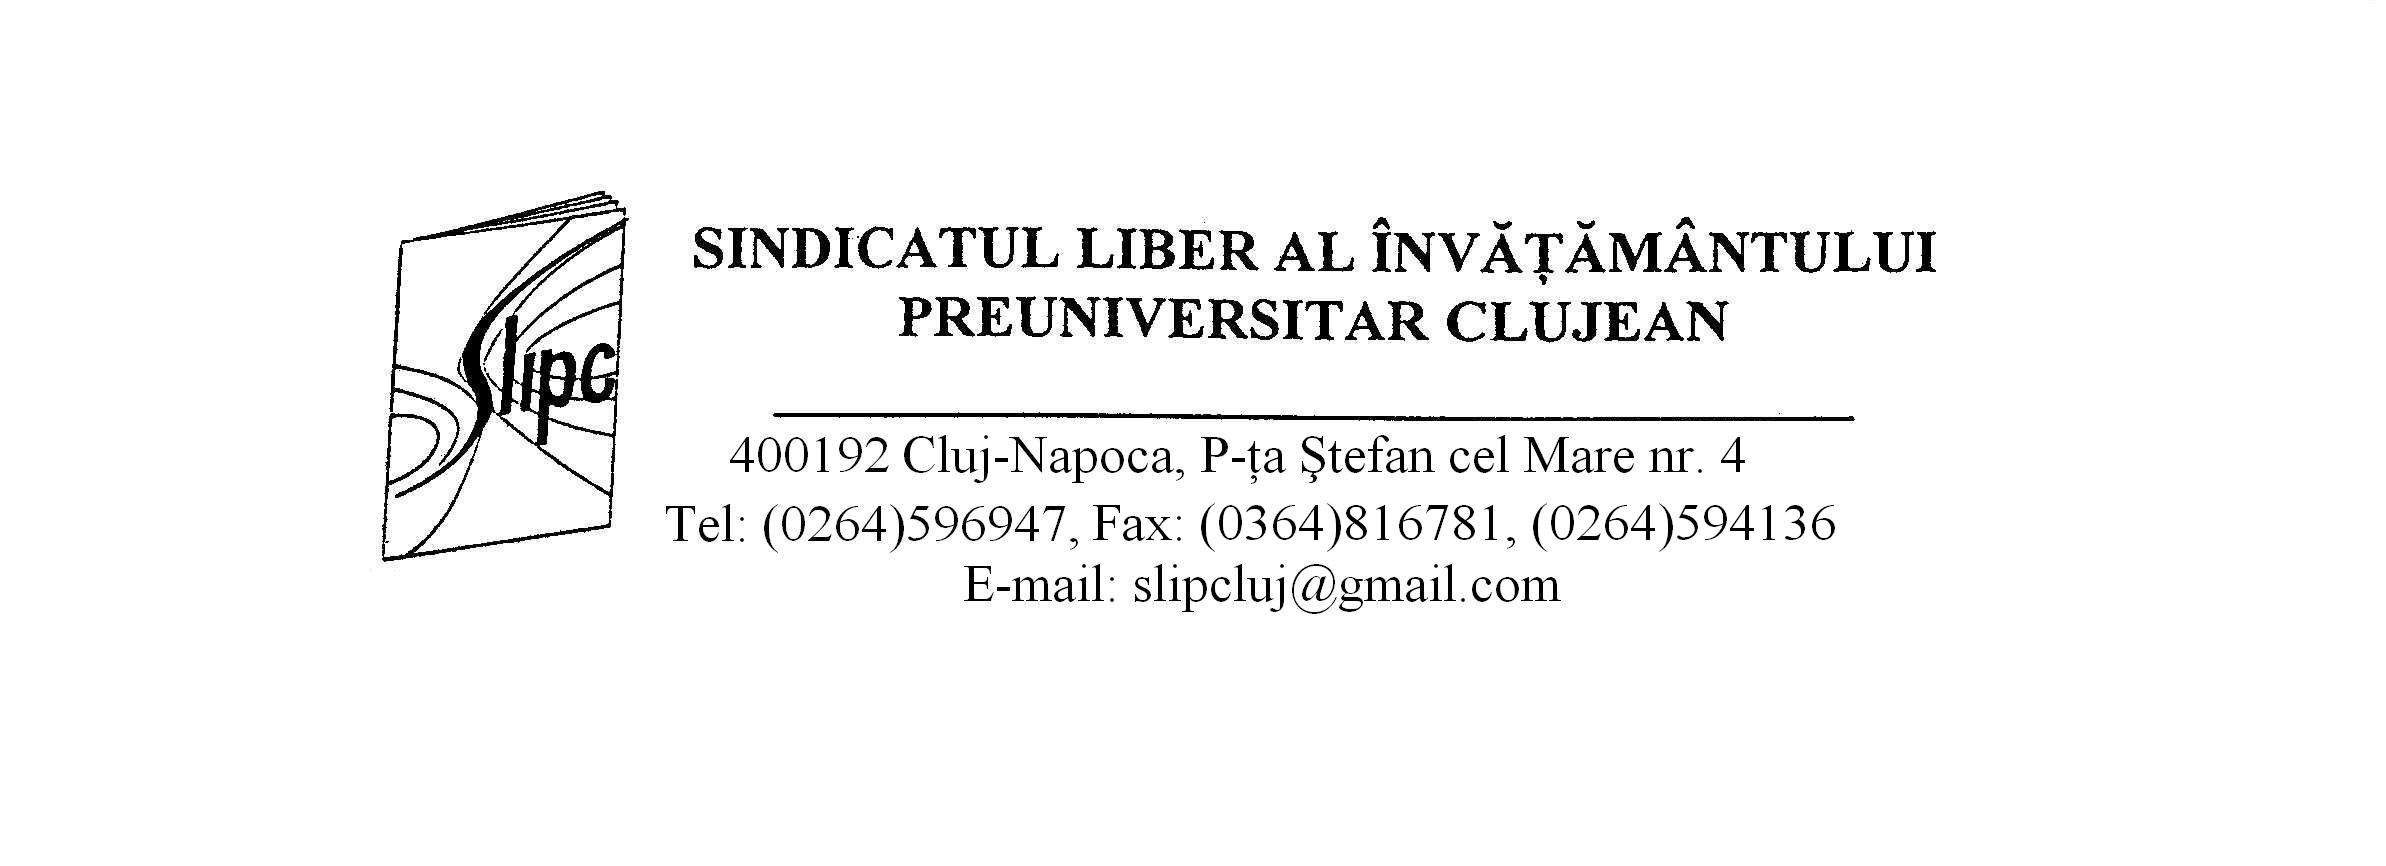 Slipc
SINDICATUL LIBER AL ÎNVĂȚĂMÂNTULUI
PREUNIVERSITAR CLUJEAN
400192 Cluj-Napoca, P-ța Ştefan cel Mare nr. 4
Tel: (0264)596947, Fax: (0364)816781, (0264)594136
E-mail: slipcluj@gmail.com